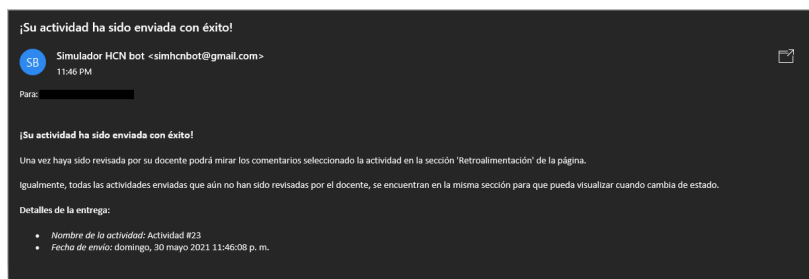 ¡Su actividad ha sido enviada con éxito!
SB
Simulador HCN bot <simhcnbot@gmail.com>
11:46 PM
Para:
¡Su actividad ha sido enviada con éxito!
Una vez haya sido revisada por su docente podrá mirar los comentarios seleccionado la actividad en la sección 'Retroalimentación' de la página.
Igualmente, todas las actividades enviadas que aún no han sido revisadas por el docente, se encuentran en la misma sección para que pueda visualizar cuando cambia de estado.
Detalles de la entrega:
• Nombre de la actividad: Actividad #23
• Fecha de envío: domingo, 30 mayo 2021 11:46:08 p. m.